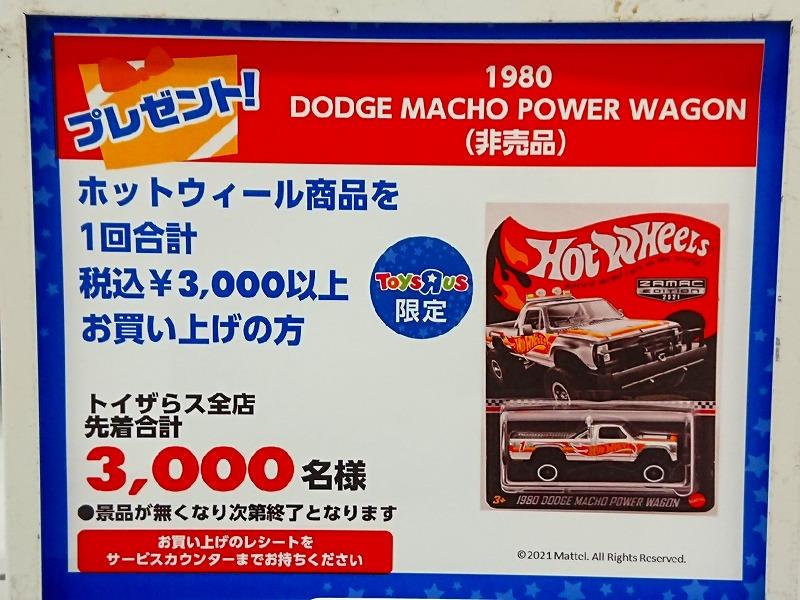 プレゼント!
1980
DODGE MACHO POWER WAGON
(非売品)
ホットウィール商品を
1回合計
税込¥3,000以上
お買い上げの方
TOYSRUS
限定
HOT WHEELS
ZAMAC
EDITION
2021
HOT WHEELS
HOT WHEELS
3+
1980 DODGE MACHO POWER WAGON
トイザらス全店
先着合計
3,000名様
●景品が無くなり次第終了となります
お買い上げのレシートを
サービスカウンターまでお持ちください
©2021 Mattel. All Rights Reserved.